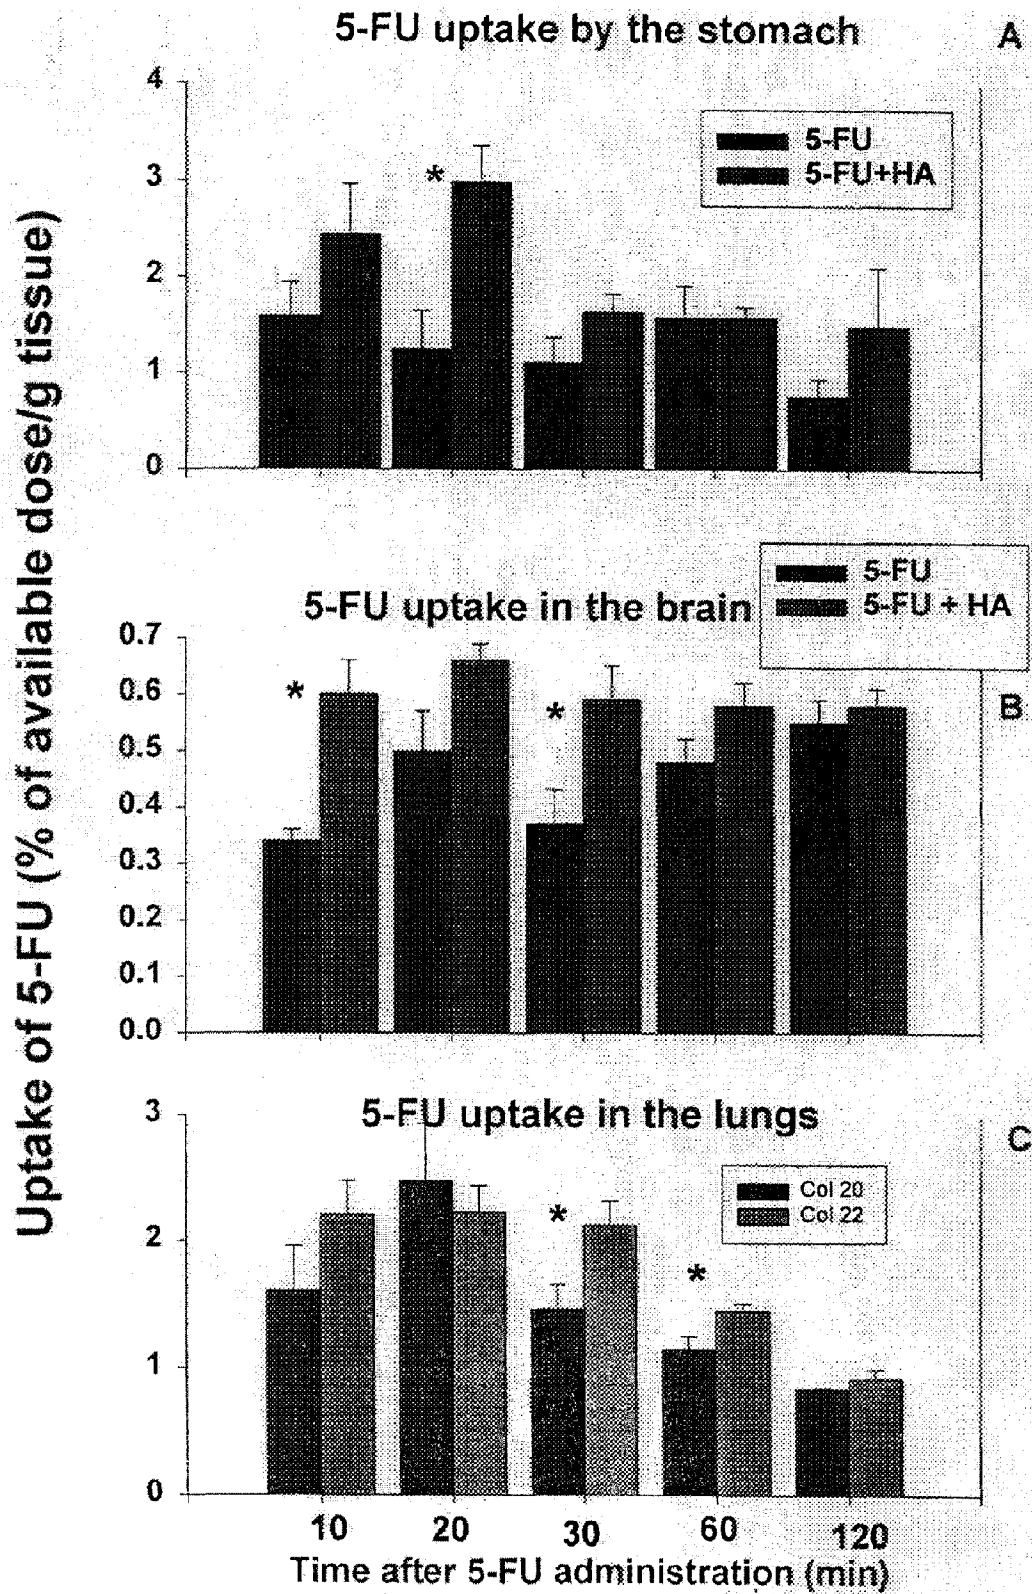 5-FU uptake by the stomach
A
4
3
2
1
0
*
5-FU
5-FU+HA
Uptake of 5-FU (% of available dose/g tissue)
5-FU uptake in the brain
5-FU
5-FU + HA
B
0.7
0.6
0.5
0.4
0.3
0.2
0.1
0.0
*
*
5-FU uptake in the lungs
C
3
2
1
0
*
*
Col 20
Col 22
10 20 30 60 120
Time after 5-FU administration (min)